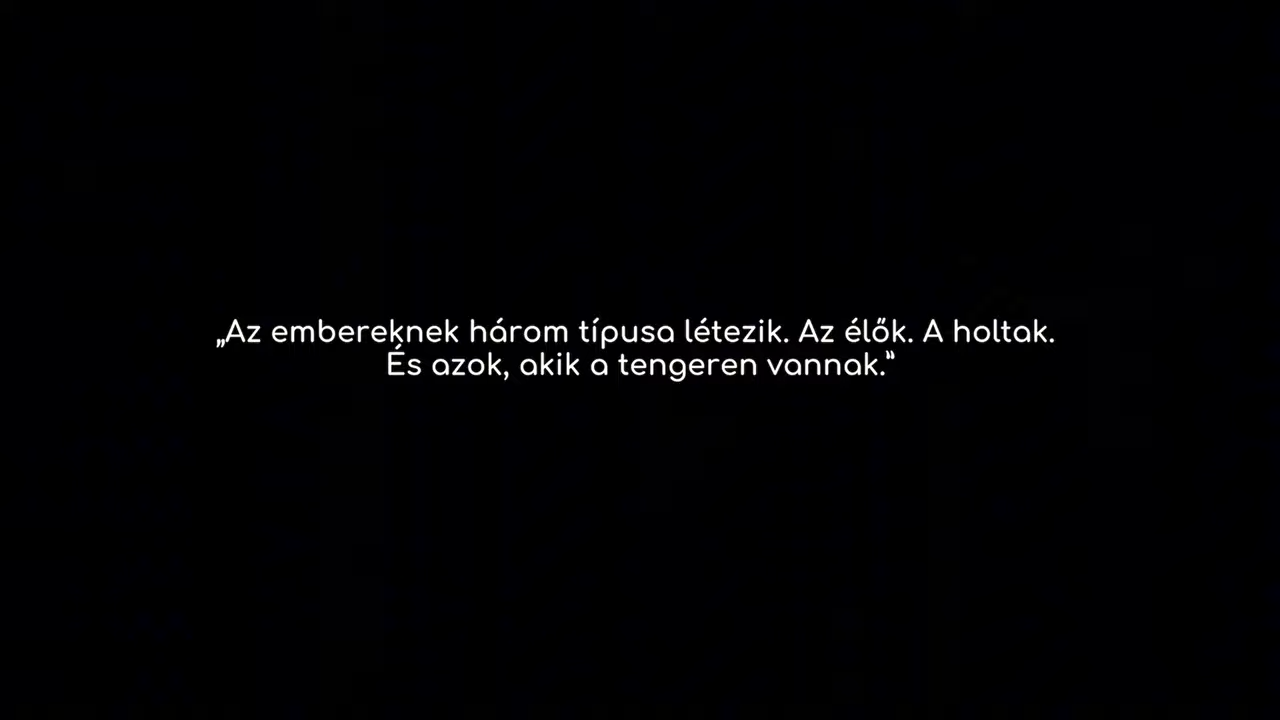 „Az embereknek három típusa létezik. Az élők. A holtak.
És azok, akik a tengeren vannak.”